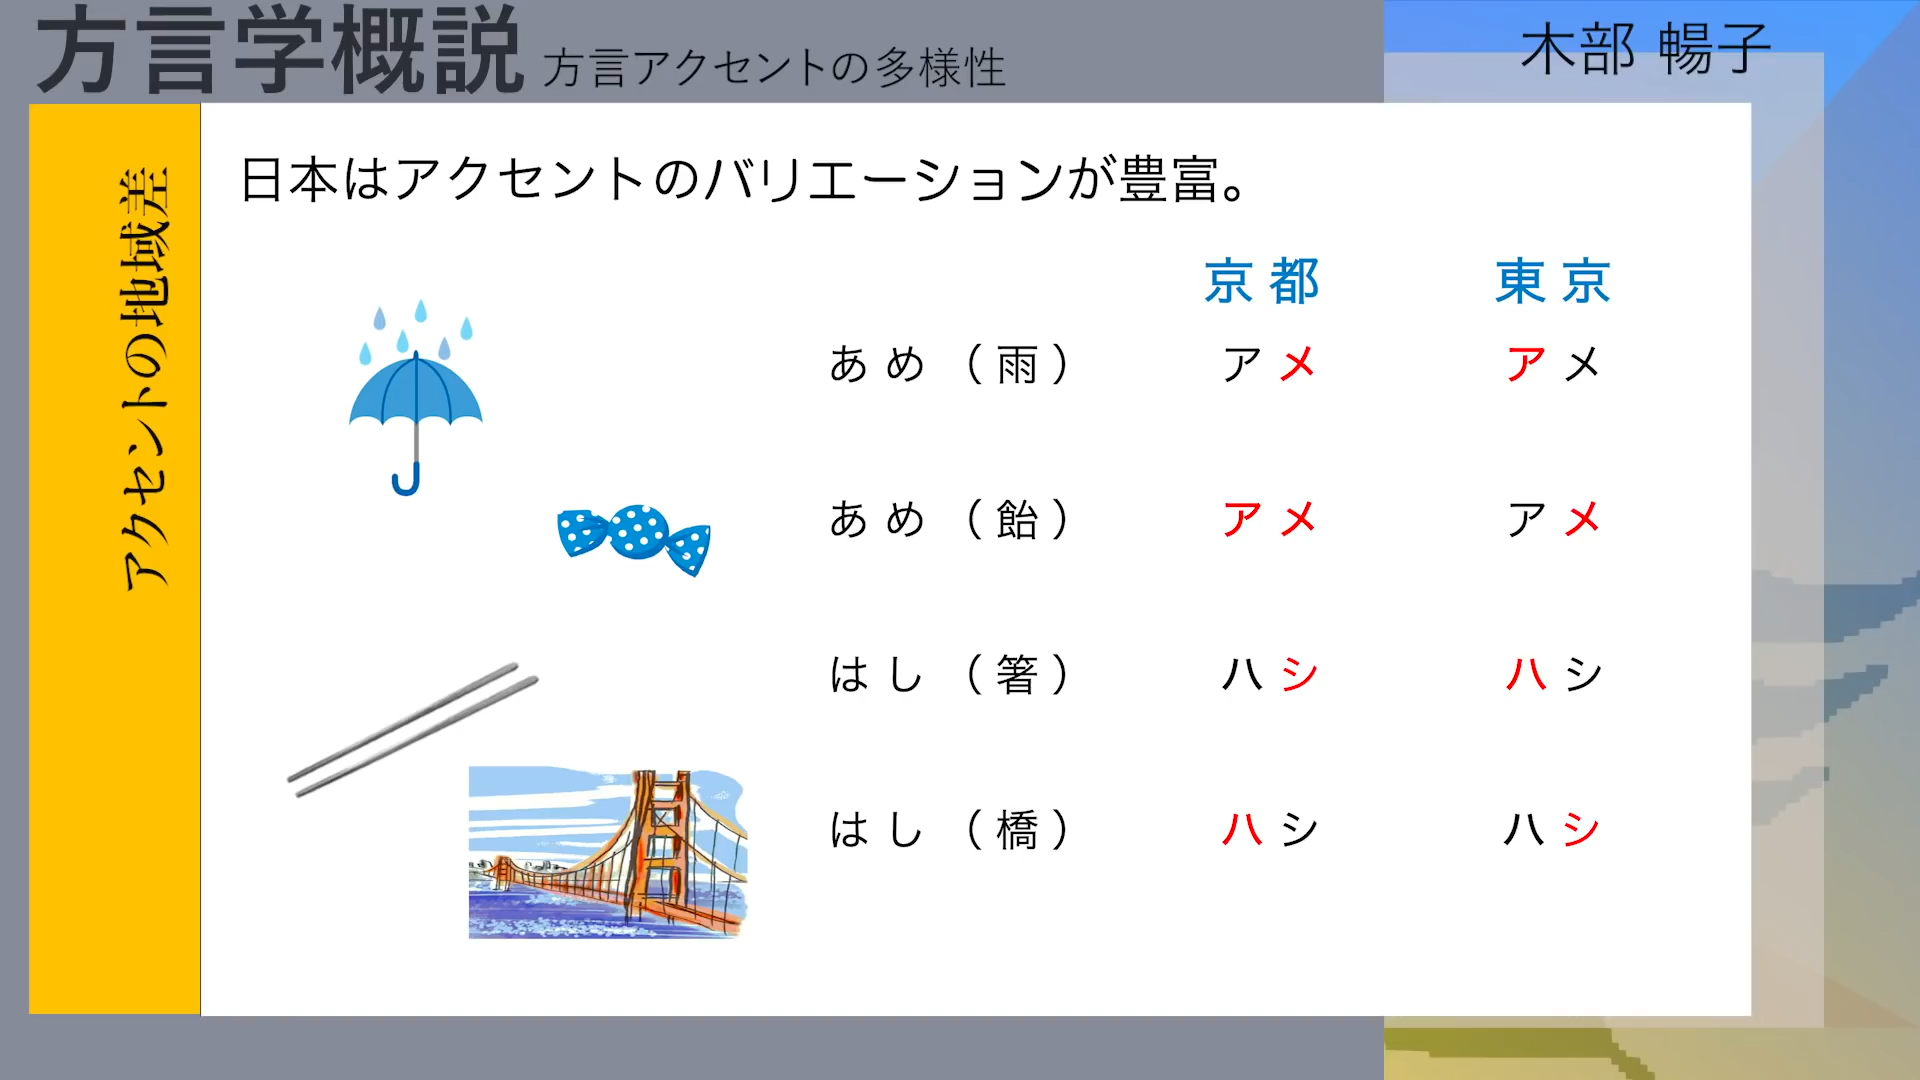 方言学概説 方言アクセントの多様性
木部 暢子
アクセントの地域差
日本はアクセントのバリエーションが豊富。
京都 東京
あめ（雨） アメ アメ
あめ（飴） アメ アメ
はし（箸） ハシ ハシ
はし（橋） ハシ ハシ